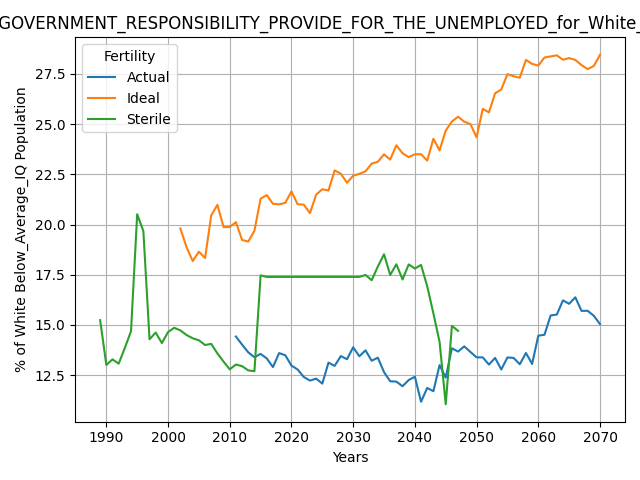 GOVERNMENT_RESPONSIBILITY_PROVIDE_FOR_THE_UNEMPLOYED_for_White_
Fertility
Actual
Ideal
Sterile
% of White Below_Average_IQ Population
27.5
25.0
22.5
20.0
17.5
15.0
12.5
1990 2000 2010 2020 2030 2040 2050 2060 2070
Years